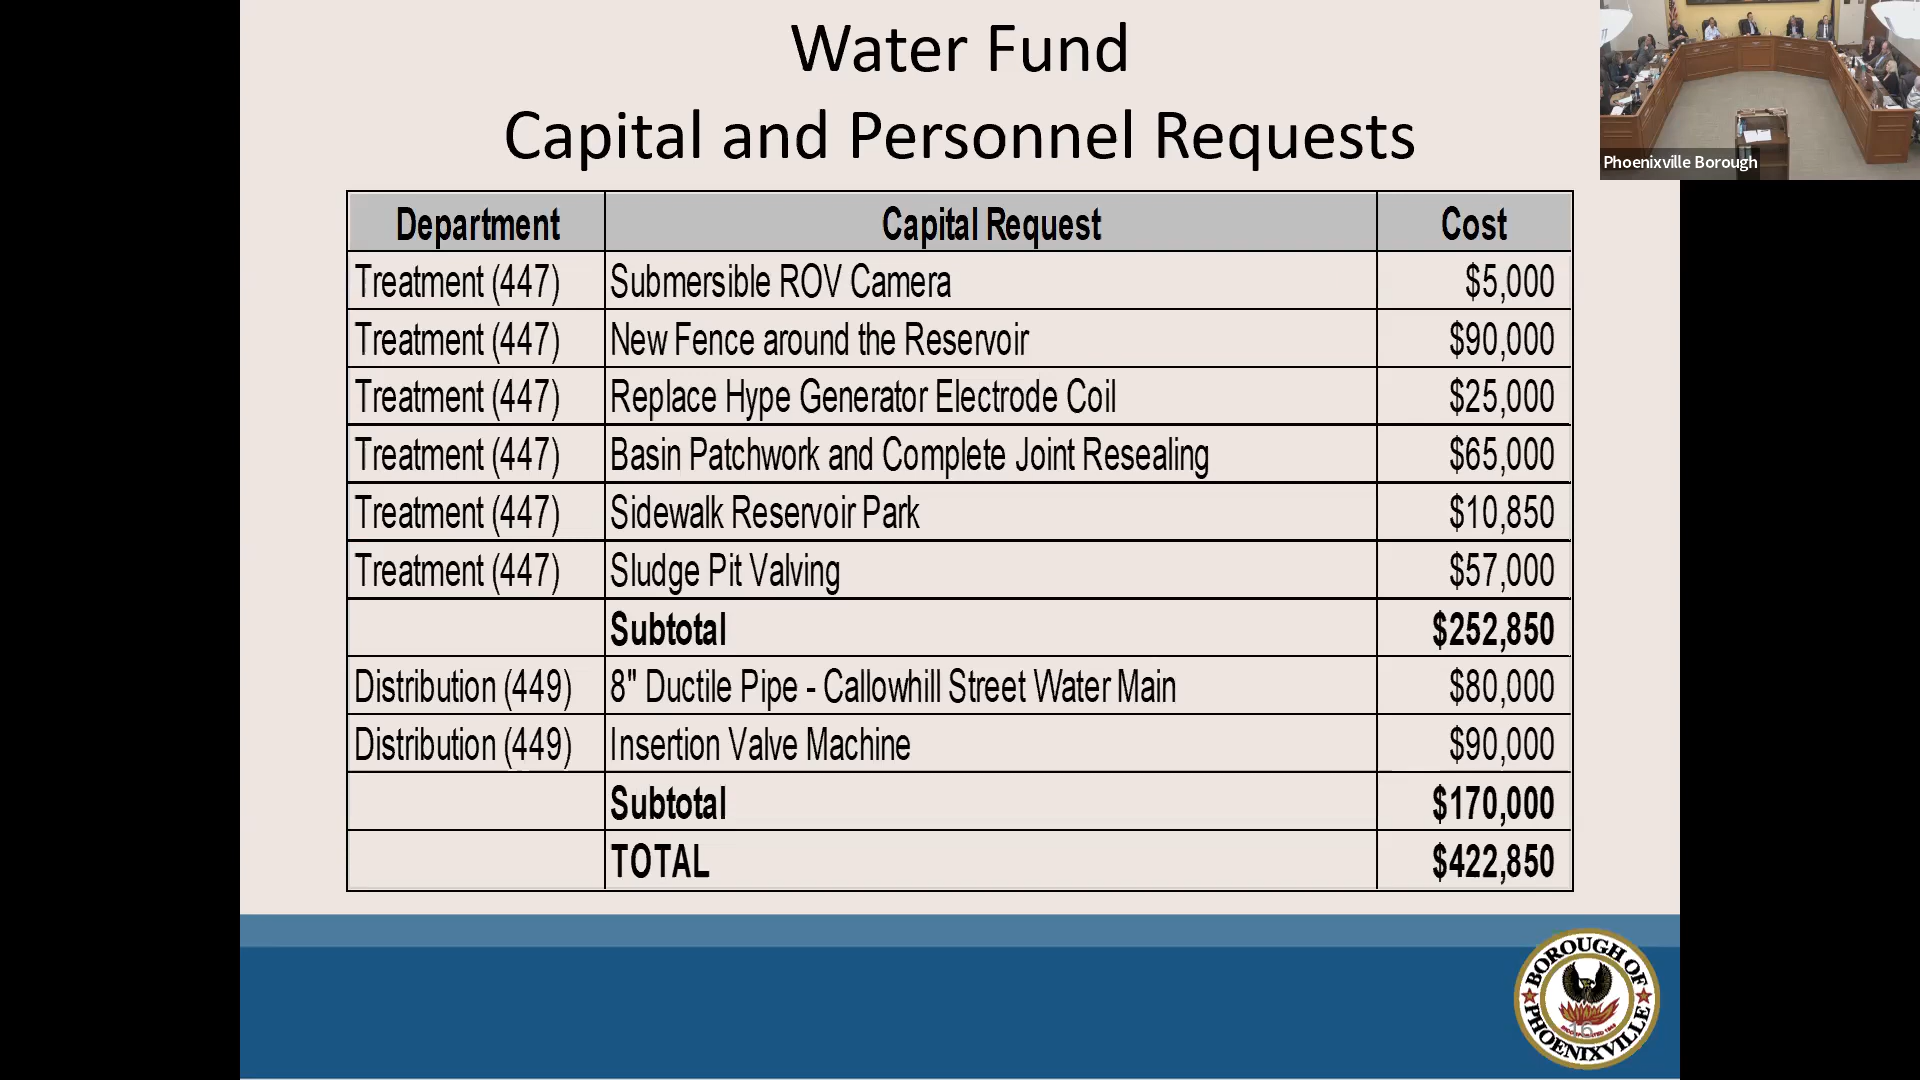 Water Fund
Capital and Personnel Requests
Phoenixville Borough
Department Capital Request Cost
Treatment (447) Submersible ROV Camera $5,000
Treatment (447) New Fence around the Reservoir $90,000
Treatment (447) Replace Hype Generator Electrode Coil $25,000
Treatment (447) Basin Patchwork and Complete Joint Resealing $65,000
Treatment (447) Sidewalk Reservoir Park $10,850
Treatment (447) Sludge Pit Valving $57,000
Subtotal $252,850
Distribution (449) 8" Ductile Pipe - Callowhill Street Water Main $80,000
Distribution (449) Insertion Valve Machine $90,000
Subtotal $170,000
TOTAL $422,850
BOROUGH OF
PHOENIXVILLE
16